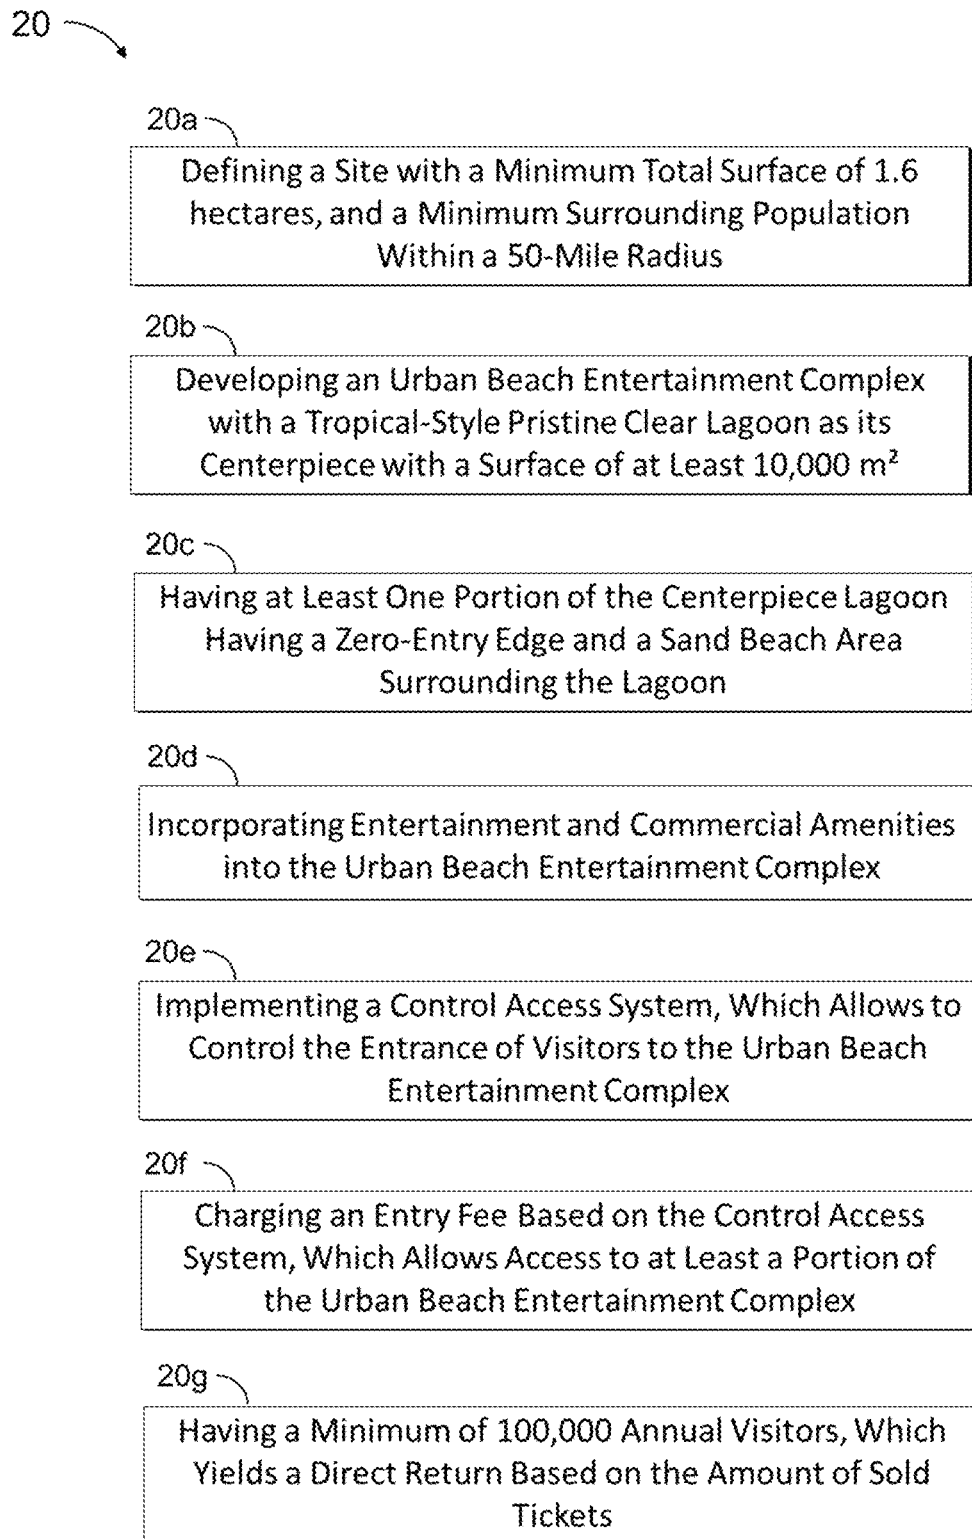 20
20a
Defining a Site with a Minimum Total Surface of 1.6
hectares, and a Minimum Surrounding Population
Within a 50-Mile Radius
20b
Developing an Urban Beach Entertainment Complex
with a Tropical-Style Pristine Clear Lagoon as its
Centerpiece with a Surface of at Least 10,000 m²
20c
Having at Least One Portion of the Centerpiece Lagoon
Having a Zero-Entry Edge and a Sand Beach Area
Surrounding the Lagoon
20d
Incorporating Entertainment and Commercial Amenities
into the Urban Beach Entertainment Complex
20e
Implementing a Control Access System, Which Allows to
Control the Entrance of Visitors to the Urban Beach
Entertainment Complex
20f
Charging an Entry Fee Based on the Control Access
System, Which Allows Access to at Least a Portion of
the Urban Beach Entertainment Complex
20g
Having a Minimum of 100,000 Annual Visitors, Which
Yields a Direct Return Based on the Amount of Sold
Tickets